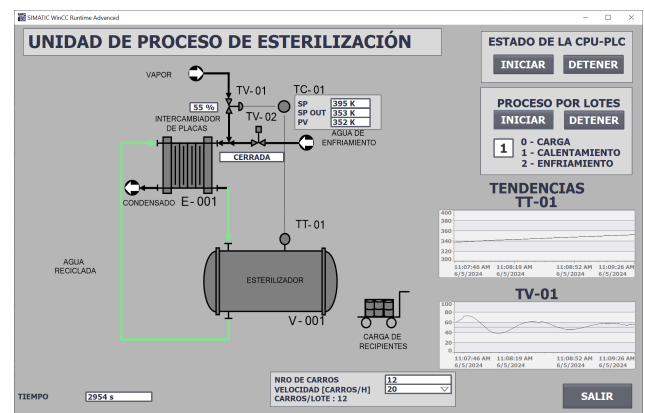 SIMATIC WinCC Runtime Advanced
UNIDAD DE PROCESO DE ESTERILIZACIÓN
ESTADO DE LA CPU-PLC
INICIAR DETENER
PROCESO POR LOTES
INICIAR DETENER
1
0 - CARGA
1 - CALENTAMIENTO
2 - ENFRIAMIENTO
VAPOR
TV-01
TC-01
55 %
SP 395 K
SP OUT 353 K
PV 352 K
TV-02
INTERCAMBIADOR
DE PLACAS
AGUA DE
ENFRIAMIENTO
CERRADA
CONDENSADO
E-001
TT-01
AGUA
RECICLADA
ESTERILIZADOR
V-001
CARGA DE
RECIPIENTES
TENDENCIAS
TT-01
400
380
360
340
320
300
11:07:46 AM 11:08:19 AM 11:08:52 AM 11:09:26 AM
6/5/2024 6/5/2024 6/5/2024 6/5/2024
TV-01
100
80
60
40
20
0
11:07:46 AM 11:08:19 AM 11:08:52 AM 11:09:26 AM
6/5/2024 6/5/2024 6/5/2024 6/5/2024
TIEMPO 2954 s
NRO DE CARROS 12
VELOCIDAD [CARROS/H] 20
CARROS/LOTE : 12
SALIR